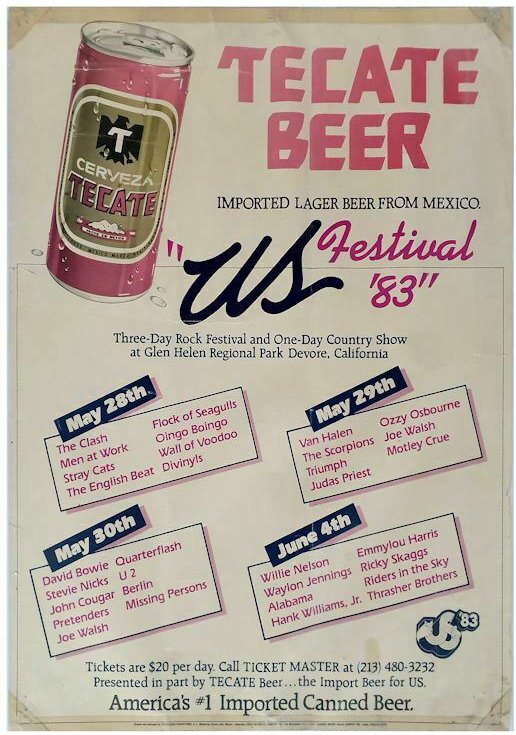 TECATE
BEER
T
CERVEZA
TECATE
HECHO EN MEXICO
IMPORTED LAGER BEER FROM MEXICO.
"US Festival
'83"
Three-Day Rock Festival and One-Day Country Show
at Glen Helen Regional Park Devore, California
May 28th
The Clash
Men at Work
Stray Cats
The English Beat
Flock of Seagulls
Oingo Boingo
Wall of Voodoo
Divinyls
May 29th
Van Halen
The Scorpions
Triumph
Judas Priest
Ozzy Osbourne
Joe Walsh
Motley Crue
May 30th
David Bowie
Stevie Nicks
John Cougar
Pretenders
Joe Walsh
Quarterflash
U 2
Berlin
Missing Persons
June 4th
Willie Nelson
Waylon Jennings
Alabama
Hank Williams, Jr.
Emmylou Harris
Ricky Skaggs
Riders in the Sky
Thrasher Brothers
US '83
Tickets are $20 per day. Call TICKET MASTER at (213) 480-3232
Presented in part by TECATE Beer...the Import Beer for US.
America's #1 Imported Canned Beer.